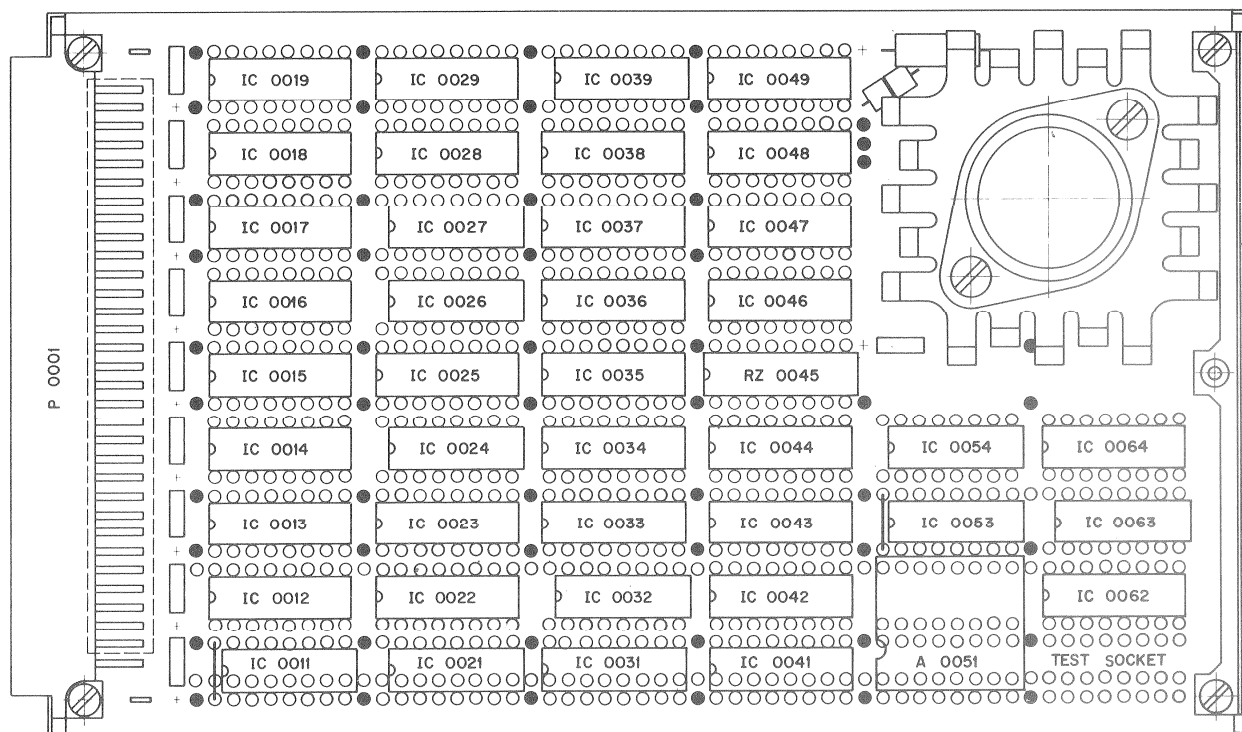 IC 0019 IC 0029 IC 0039 IC 0049
IC 0018 IC 0028 IC 0038 IC 0048
IC 0017 IC 0027 IC 0037 IC 0047
IC 0016 IC 0026 IC 0036 IC 0046
P 0001
IC 0015 IC 0025 IC 0035 RZ 0045
IC 0014 IC 0024 IC 0034 IC 0044 IC 0054 IC 0064
IC 0013 IC 0023 IC 0033 IC 0043 IC 0053 IC 0063
IC 0012 IC 0022 IC 0032 IC 0042 IC 0062
IC 0011 IC 0021 IC 0031 IC 0041 A 0051 TEST SOCKET